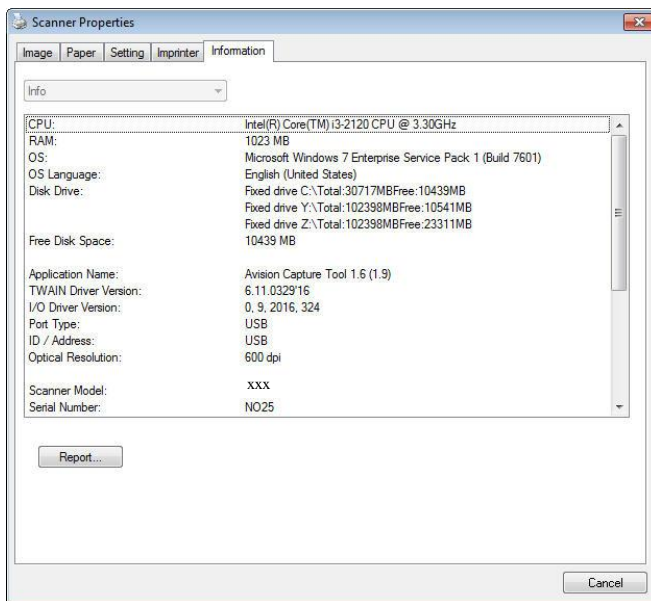 Scanner Properties
Image Paper Setting Imprinter Information
Info
CPU: Intel(R) Core(TM) i3-2120 CPU @ 3.30GHz
RAM: 1023 MB
OS: Microsoft Windows 7 Enterprise Service Pack 1 (Build 7601)
OS Language: English (United States)
Disk Drive: Fixed drive C:\Total:30717MBFree:10439MB
Fixed drive Y:\Total:102398MBFree:10541MB
Fixed drive Z:\Total:102398MBFree:23311MB
Free Disk Space: 10439 MB
Application Name: Avision Capture Tool 1.6 (1.9)
TWAIN Driver Version: 6.11.0329'16
I/O Driver Version: 0, 9, 2016, 324
Port Type: USB
ID / Address: USB
Optical Resolution: 600 dpi
Scanner Model: xxx
Serial Number: NO25
Report...
Cancel